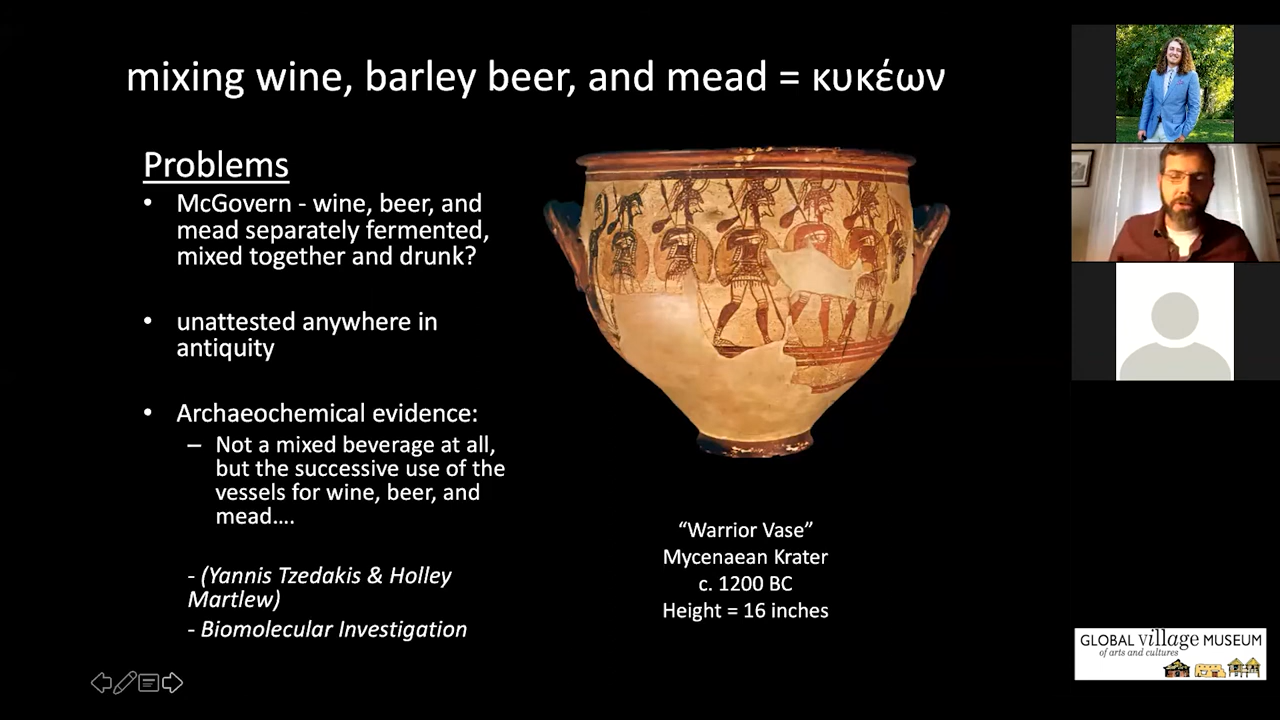 mixing wine, barley beer, and mead = κυκέων
Problems
• McGovern - wine, beer, and
mead separately fermented,
mixed together and drunk?
• unattested anywhere in
antiquity
• Archaeochemical evidence:
– Not a mixed beverage at all,
but the successive use of the
vessels for wine, beer, and
mead....
- (Yannis Tzedakis & Holley
Martlew)
- Biomolecular Investigation
“Warrior Vase”
Mycenaean Krater
c. 1200 BC
Height = 16 inches
GLOBAL village MUSEUM
of arts and cultures